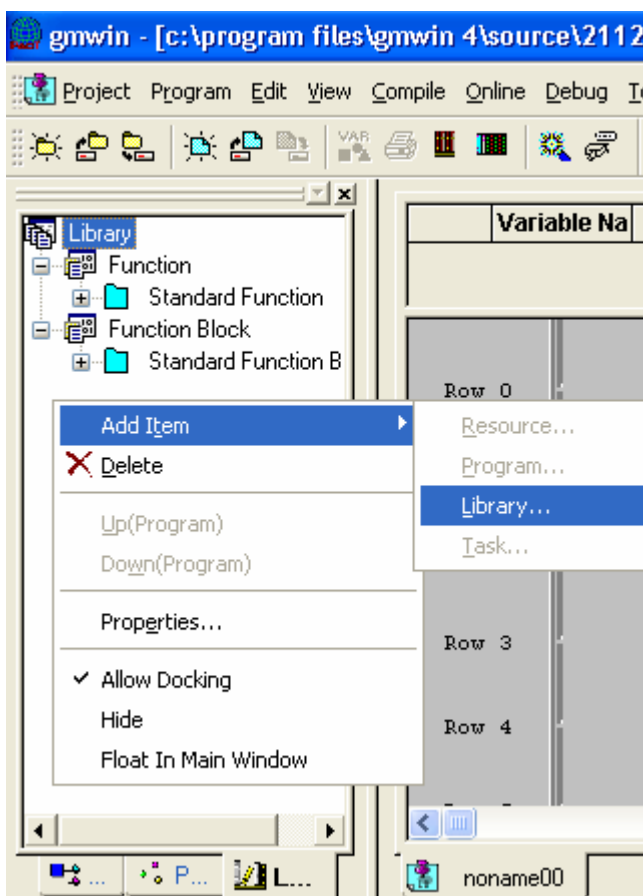 gmwin - [c:\program files\gmwin 4\source\2112
Project Program Edit View Compile Online Debug
VAR
Library
Function
Standard Function
Function Block
Standard Function B
Variable Na
Row 0
Add Item
Delete
Up(Program)
Down(Program)
Properties...
Allow Docking
Hide
Float In Main Window
Resource...
Program...
Library...
Task...
Row 3
Row 4
... P... L...
noname00